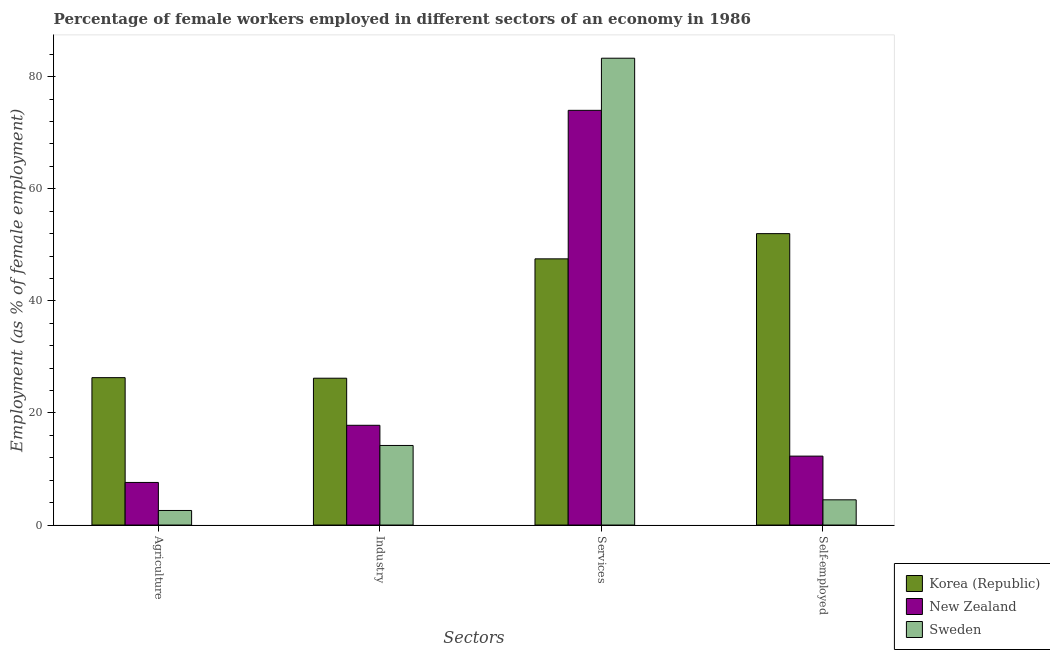 Percentage of female workers employed in different sectors of an economy in 1986
Employment (as % of female employment)
80
60
40
20
0
Agriculture
Industry
Services
Self-employed
Sectors
Korea (Republic)
New Zealand
Sweden